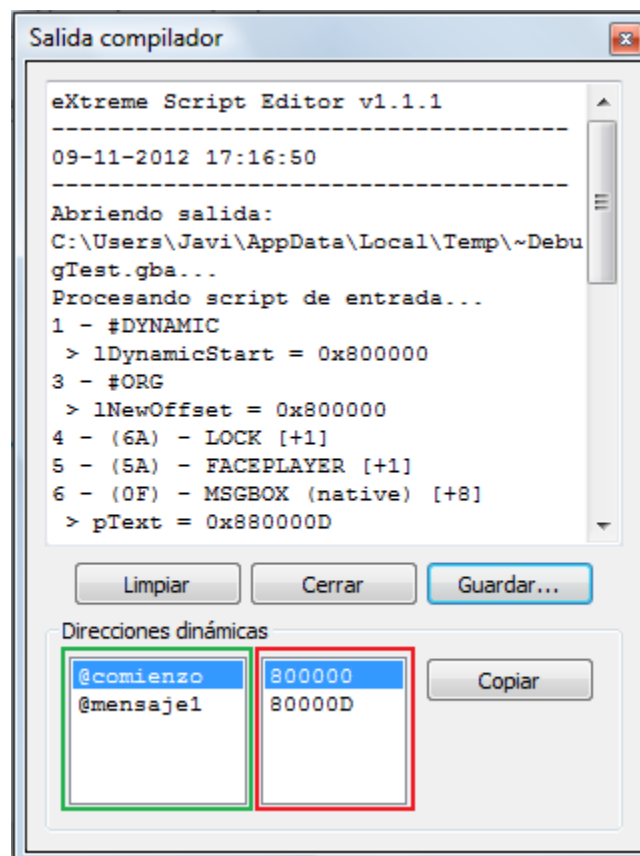 Salida compilador
eXtreme Script Editor v1.1.1
--------------------------------------
09-11-2012 17:16:50
--------------------------------------
Abriendo salida:
C:\Users\Javi\AppData\Local\Temp\~Debu
gTest.gba...
Procesando script de entrada...
1 - #DYNAMIC
 > lDynamicStart = 0x800000
3 - #ORG
 > lNewOffset = 0x800000
4 - (6A) - LOCK [+1]
5 - (5A) - FACEPLAYER [+1]
6 - (0F) - MSGBOX (native) [+8]
 > pText = 0x880000D
Limpiar Cerrar Guardar...
Direcciones dinámicas
@comienzo 800000 Copiar
@mensaje1 80000D